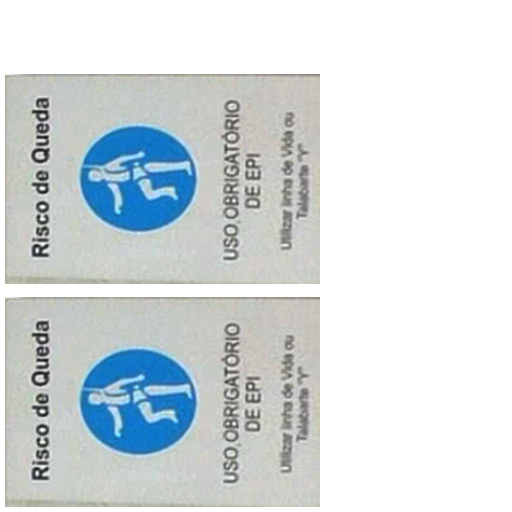 Risco de Queda
USO OBRIGATÓRIO
DE EPI
Utilizar linha de Vida ou
Talabarte "Y"
Risco de Queda
USO OBRIGATÓRIO
DE EPI
Utilizar linha de Vida ou
Talabarte "Y"